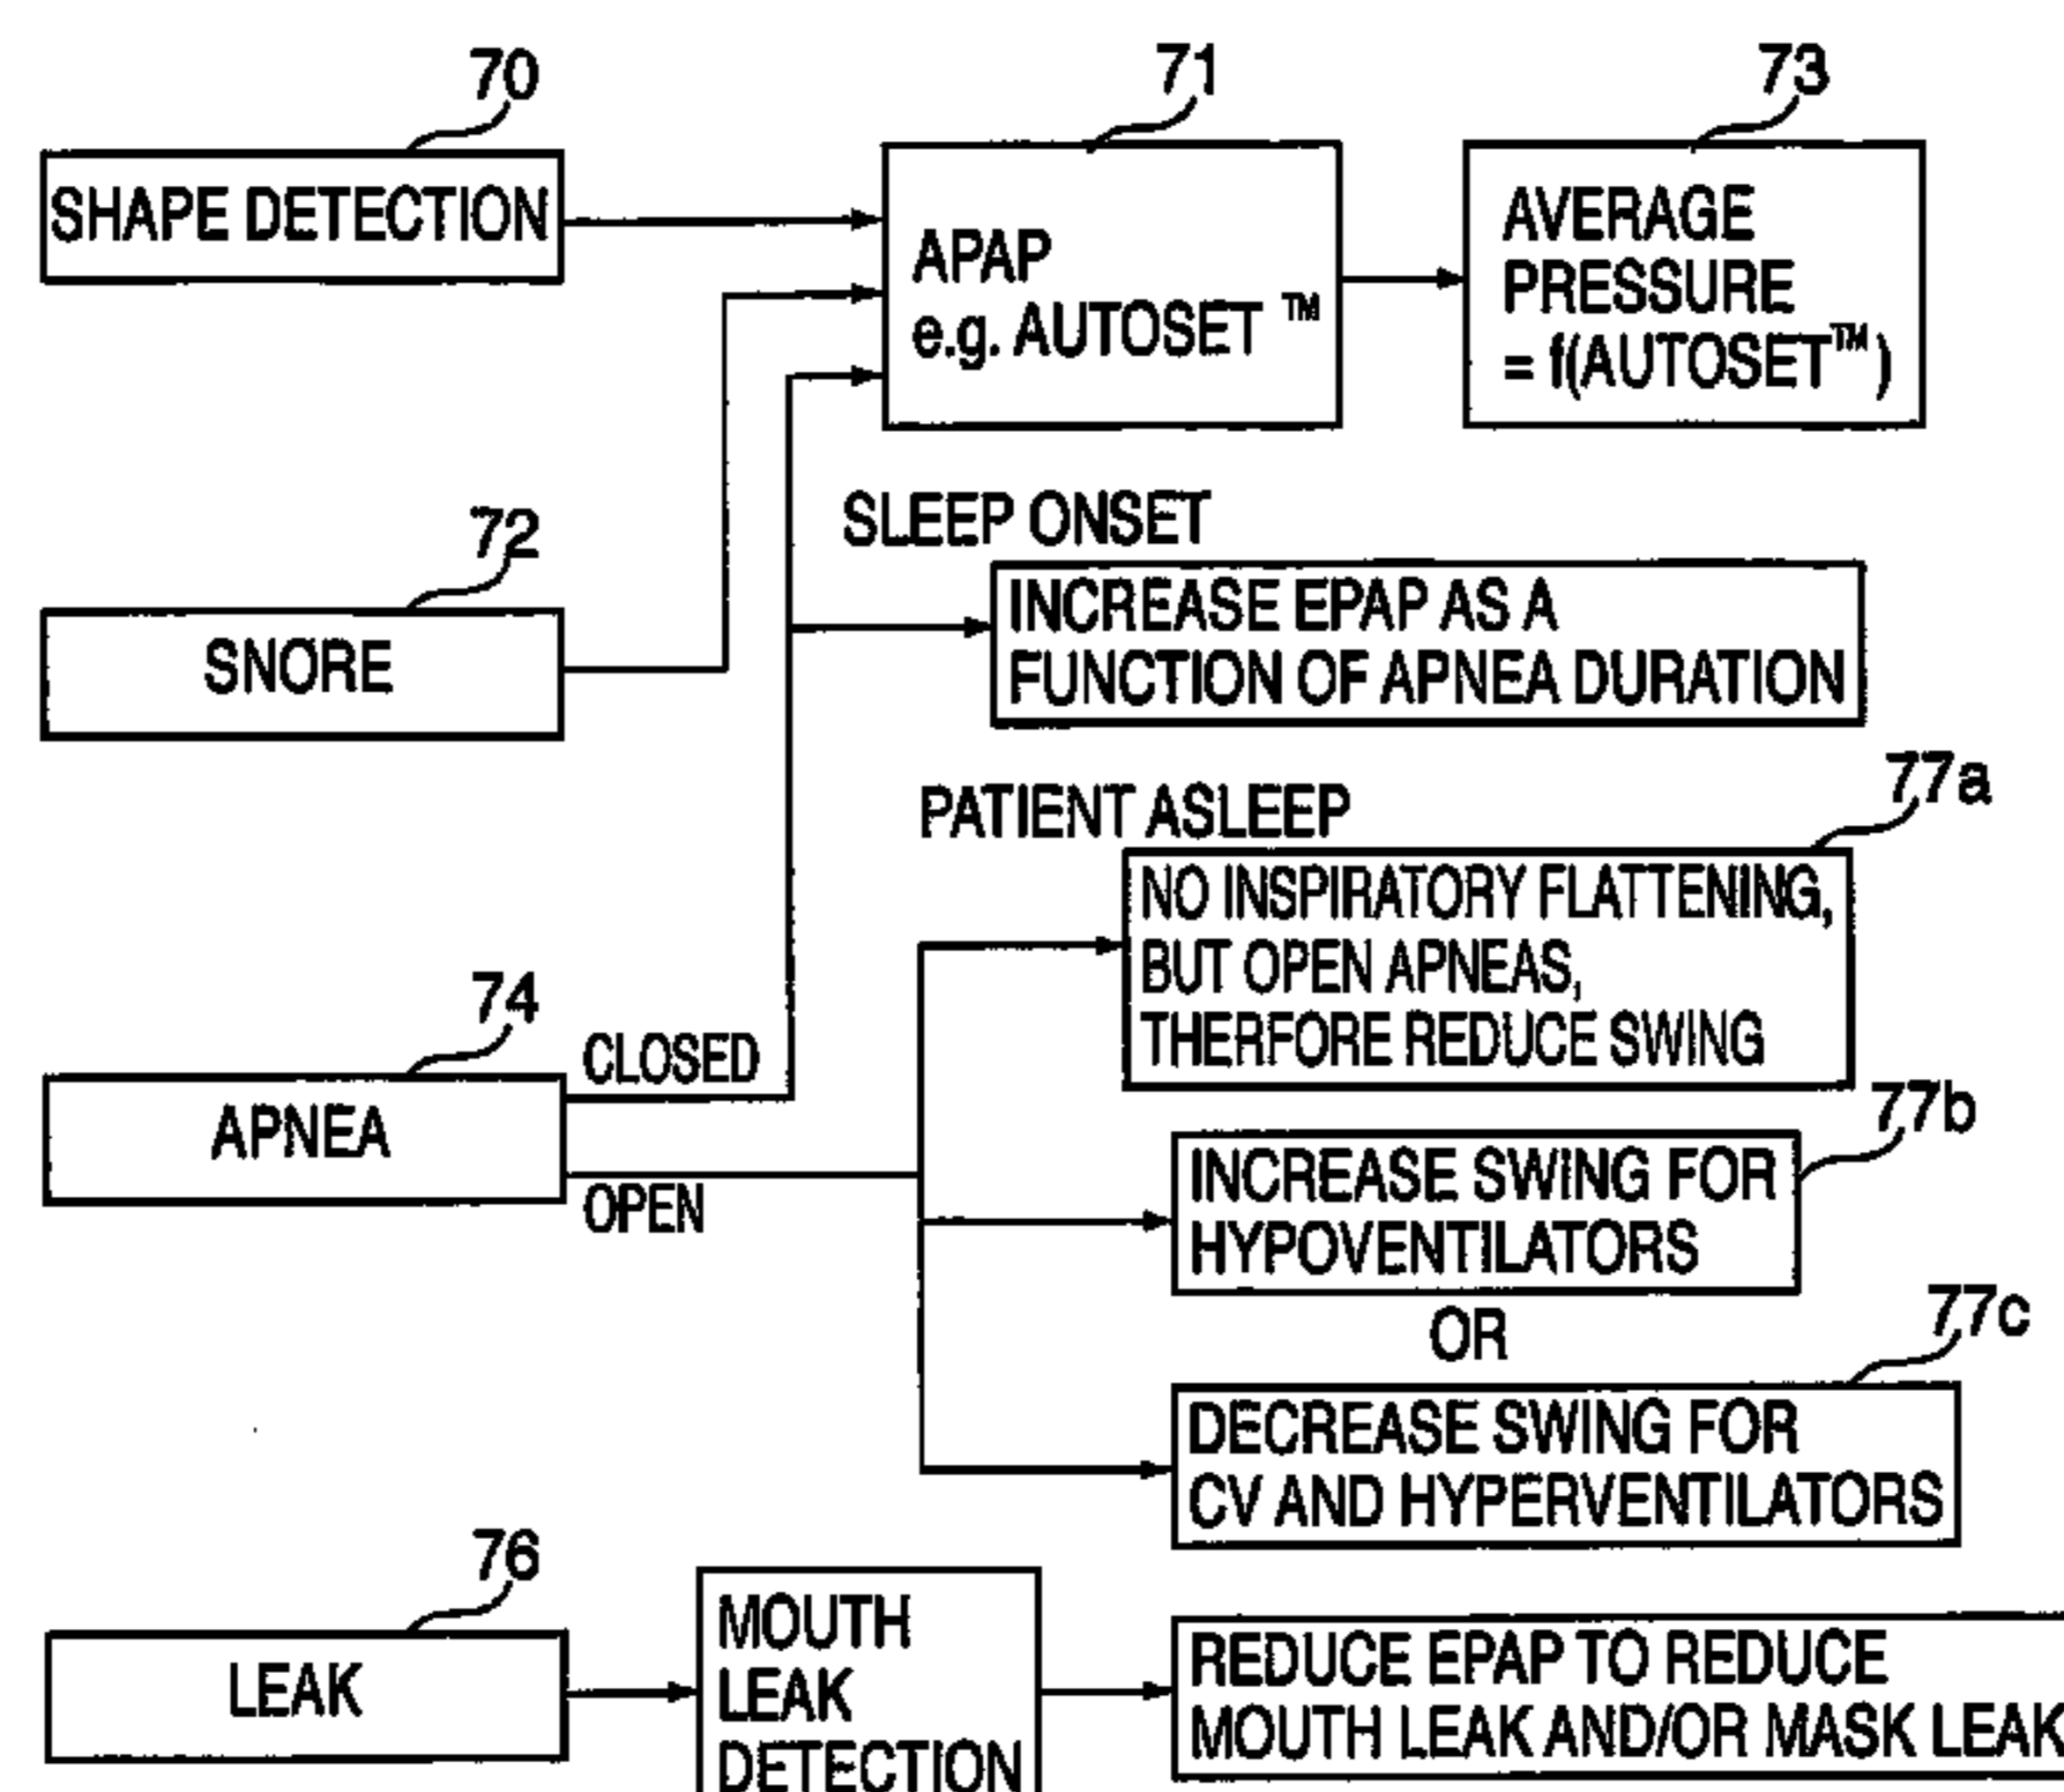 70
SHAPE DETECTION
71
APAP
e.g. AUTOSET ™
73
AVERAGE
PRESSURE
= f(AUTOSET™)
72
SNORE
SLEEP ONSET
INCREASE EPAP AS A
FUNCTION OF APNEA DURATION
PATIENT ASLEEP
77a
NO INSPIRATORY FLATTENING,
BUT OPEN APNEAS,
THERFORE REDUCE SWING
74
APNEA
CLOSED
OPEN
77b
INCREASE SWING FOR
HYPOVENTILATORS
OR
77c
DECREASE SWING FOR
CV AND HYPERVENTILATORS
76
LEAK
MOUTH
LEAK
DETECTION
REDUCE EPAP TO REDUCE
MOUTH LEAK AND/OR MASK LEAK